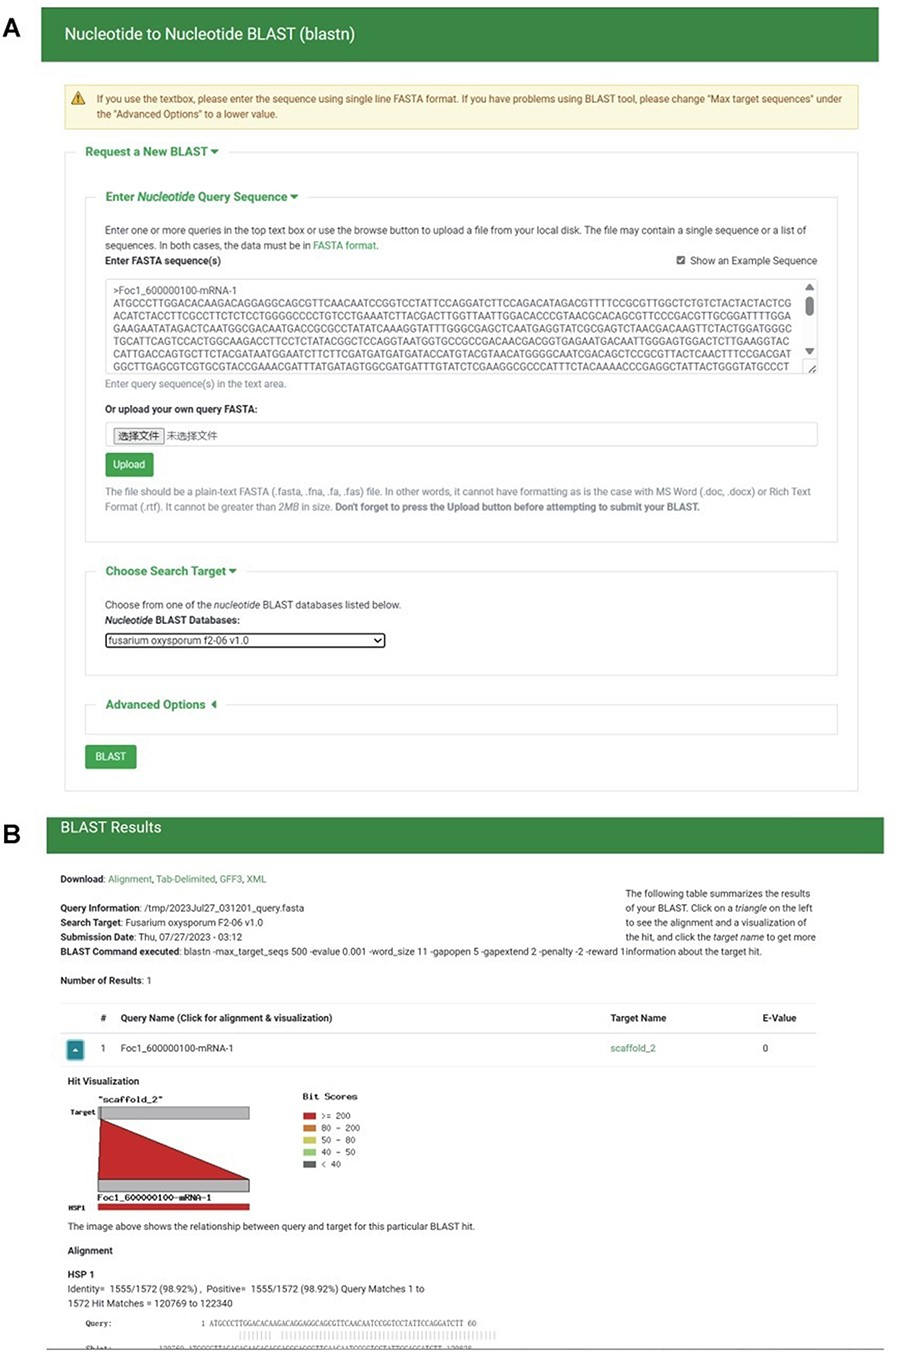 A
Nucleotide to Nucleotide BLAST (blastn)
If you use the textbox, please enter the sequence using single line FASTA format. If you have problems using BLAST tool, please change "Max target sequences" under
the "Advanced Options" to a lower value.
Request a New BLAST
Enter Nucleotide Query Sequence
Enter one or more queries in the top text box or use the browse button to upload a file from your local disk. The file may contain a single sequence or a list of
sequences. In both cases, the data must be in FASTA format.
Enter FASTA sequence(s)
Show an Example Sequence
>Foc1_600000100-mRNA-1
ATGCCCTTGGACACAAGACAGGAGGCAGCGTTCAACAATCCGGTCCTATTCCAGGATCTTCCAGACATAGACGTTTTCCGCGTTGGCTCTGTCTACTACTACTCG
ACATCTACCTTCGCCTTCTCTCCTGGGGCCCCTGTCCTGAAATCTTACGACTTGGTTAATTGGACACCCGTAACGCACAGCGTTCCCGACGTTGCGGATTTTGGA
GAAGAATATAGACTCAATGGCGACAATGACCGCGCCTATATCAAAGGTATTTGGGCGAGCTCAATGAGGTATCGCGAGTCTAACGACAAGTTCTACTGGATGGGC
TGCATTCAGTCCACTGGCAAGACCTTCCTCTATACGGCTCCAGGTAATGGTGCCGCCGACAACGACGGTGAGAATGACAATTGGGAGTGGACTCTTGAAGGTAC
CATTGACCAGTGCTTCTACGATAATGGAATCTTCTTCGATGATGATGATACCATGTACGTAACATGGGGCAATCGACAGCTCCGCGTTACTCAACTTTCCGACGAT
GGCTTGAGCGTCGTGCGTACCGAAACGATTTATGATAGTGGCGATGATTTGTATCTCGAAGGCGCCCATTTCTACAAAACCCGAGGCTATTACTGGGTATGCCCT
Enter query sequence(s) in the text area.
Or upload your own query FASTA:
选择文件 未选择文件
Upload
The file should be a plain-text FASTA (.fasta, .fna, .fa, .fas) file. In other words, it cannot have formatting as is the case with MS Word (.doc, .docx) or Rich Text
Format (.rtf). It cannot be greater than 2MB in size. Don't forget to press the Upload button before attempting to submit your BLAST.
Choose Search Target
Choose from one of the nucleotide BLAST databases listed below.
Nucleotide BLAST Databases:
fusarium oxysporum f2-06 v1.0
Advanced Options
BLAST
B
BLAST Results
Download: Alignment, Tab-Delimited, GFF3, XML
The following table summarizes the results
of your BLAST. Click on a triangle on the left
to see the alignment and a visualization of
the hit, and click the target name to get more
information about the target hit.
Query Information: /tmp/2023Jul27_031201_query.fasta
Search Target: Fusarium oxysporum F2-06 v1.0
Submission Date: Thu, 07/27/2023 - 03:12
BLAST Command executed: blastn -max_target_seqs 500 -evalue 0.001 -word_size 11 -gapopen 5 -gapextend 2 -penalty -2 -reward 1
Number of Results: 1
# Query Name (Click for alignment & visualization) Target Name E-Value
1 Foc1_600000100-mRNA-1 scaffold_2 0
Hit Visualization
"scaffold_2"
Target
Foc1_600000100-mRNA-1
HSP1
Bit Scores
>= 200
80 - 200
50 - 80
40 - 50
< 40
The image above shows the relationship between query and target for this particular BLAST hit.
Alignment
HSP 1
Identity= 1555/1572 (98.92%) , Positive= 1555/1572 (98.92%) Query Matches 1 to
1572 Hit Matches = 120769 to 122340
Query: 1 ATGCCCTTGGACACAAGACAGGAGGCAGCGTTCAACAATCCGGTCCTATTCCAGGATCTT 60